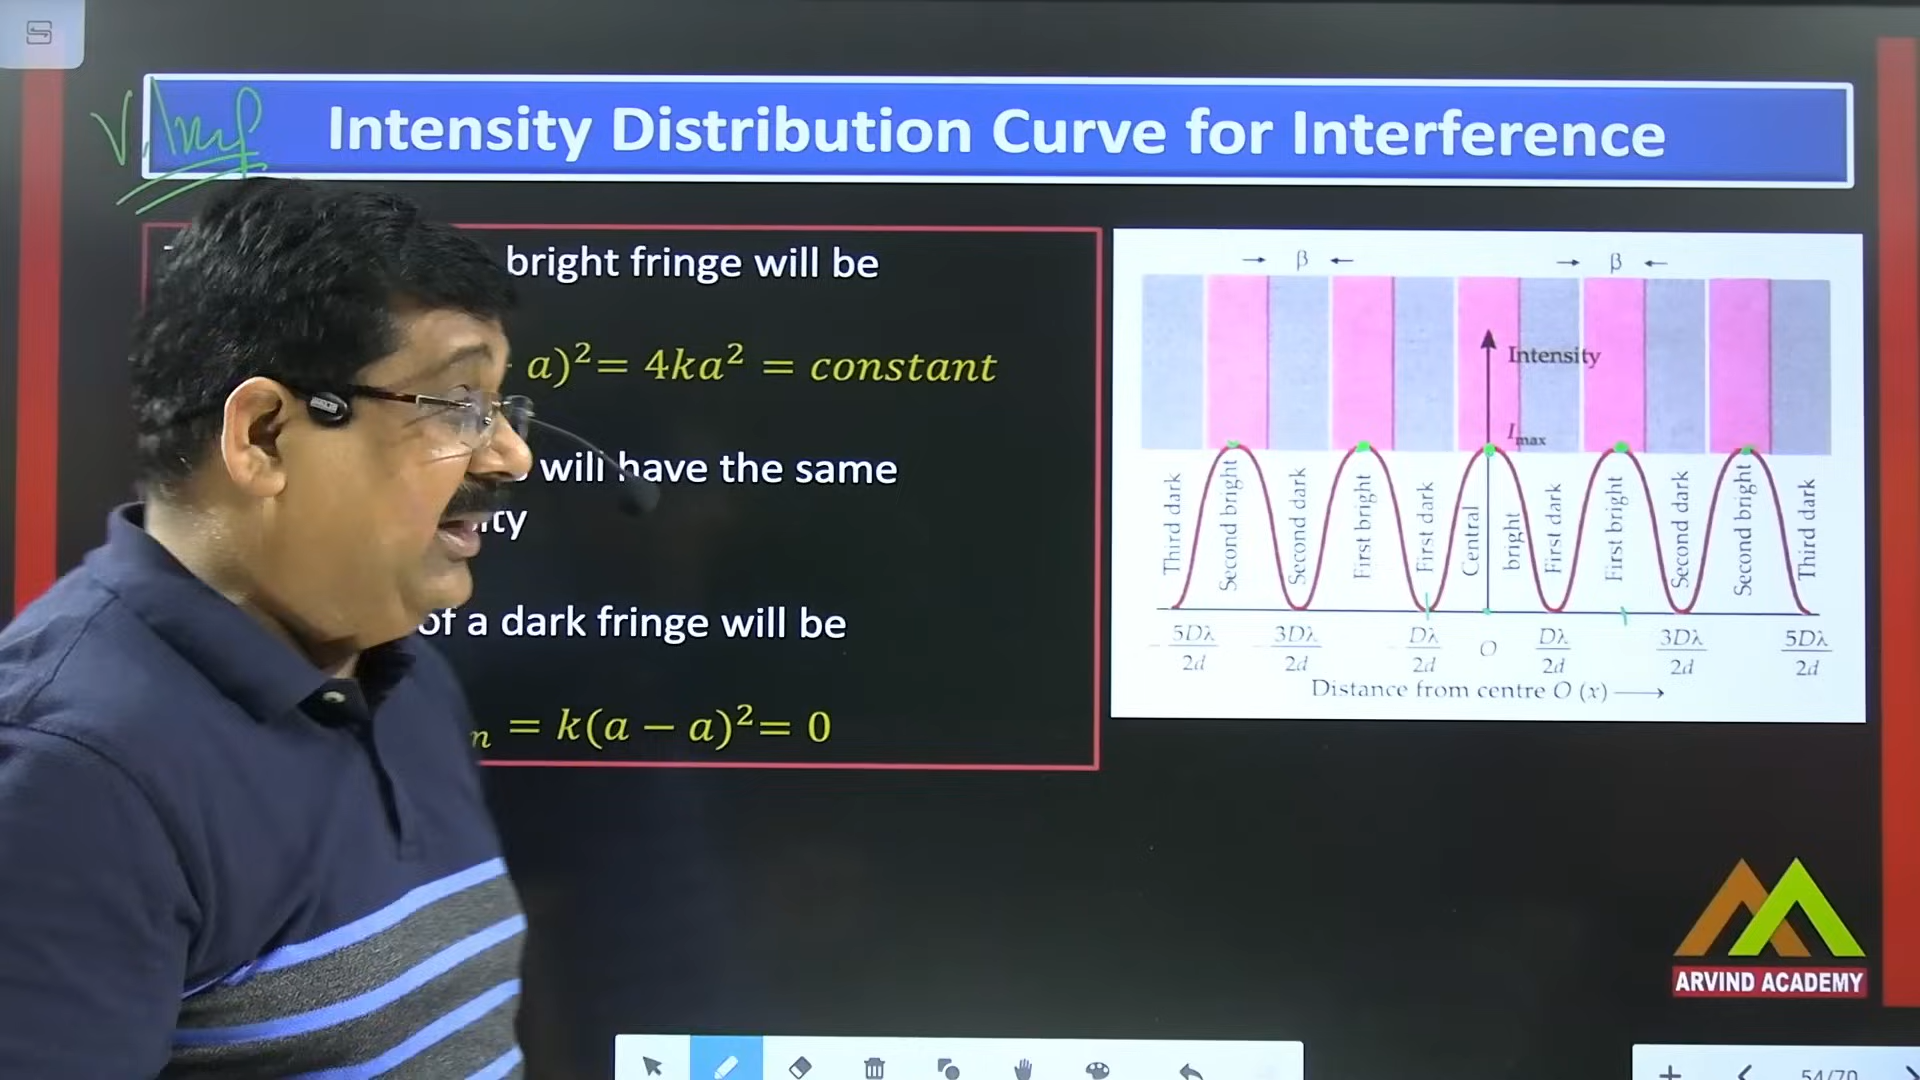 V. Imp
Intensity Distribution Curve for Interference
bright fringe will be
a)²= 4ka² = constant
will have the same
of a dark fringe will be
n = k(a − a)²= 0
β
β
Intensity
Imax
Third dark
Second bright
Second dark
First bright
First dark
Central
bright
First dark
First bright
Second dark
Second bright
Third dark
- 5Dλ/2d
- 3Dλ/2d
- Dλ/2d
O
Dλ/2d
3Dλ/2d
5Dλ/2d
Distance from centre O (x)
ARVIND ACADEMY
54/70